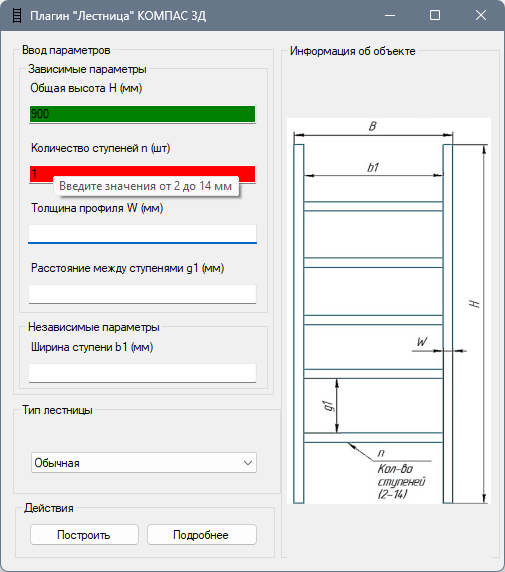 Плагин "Лестница" КОМПАС 3Д
Ввод параметров
Зависимые параметры
Общая высота H (мм)
900
Количество ступеней n (шт)
1
Введите значения от 2 до 14 мм
Толщина профиля W (мм)
Расстояние между ступенями g1 (мм)
Независимые параметры
Ширина ступени b1 (мм)
Тип лестницы
Обычная
Действия
Построить
Подробнее
Информация об объекте
B
b1
H
W
g1
n
Кол-во
ступеней
(2-14)